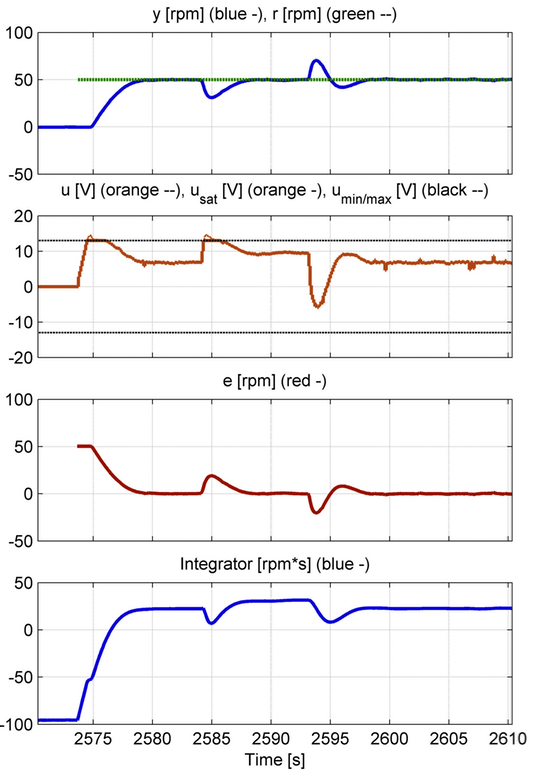 y [rpm] (blue -), r [rpm] (green --)
100
50
0
-50
u [V] (orange --), u_sat [V] (orange -), u_min/max [V] (black --)
20
10
0
-10
-20
e [rpm] (red -)
100
50
0
-50
Integrator [rpm*s] (blue -)
50
0
-50
-100
2575 2580 2585 2590 2595 2600 2605 2610
Time [s]